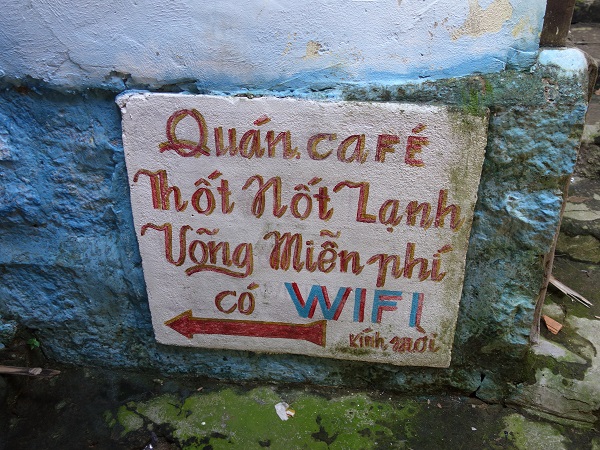 Quán café
Thốt Nốt Lạnh
Võng Miễn phí
có WIFI
Kính mời